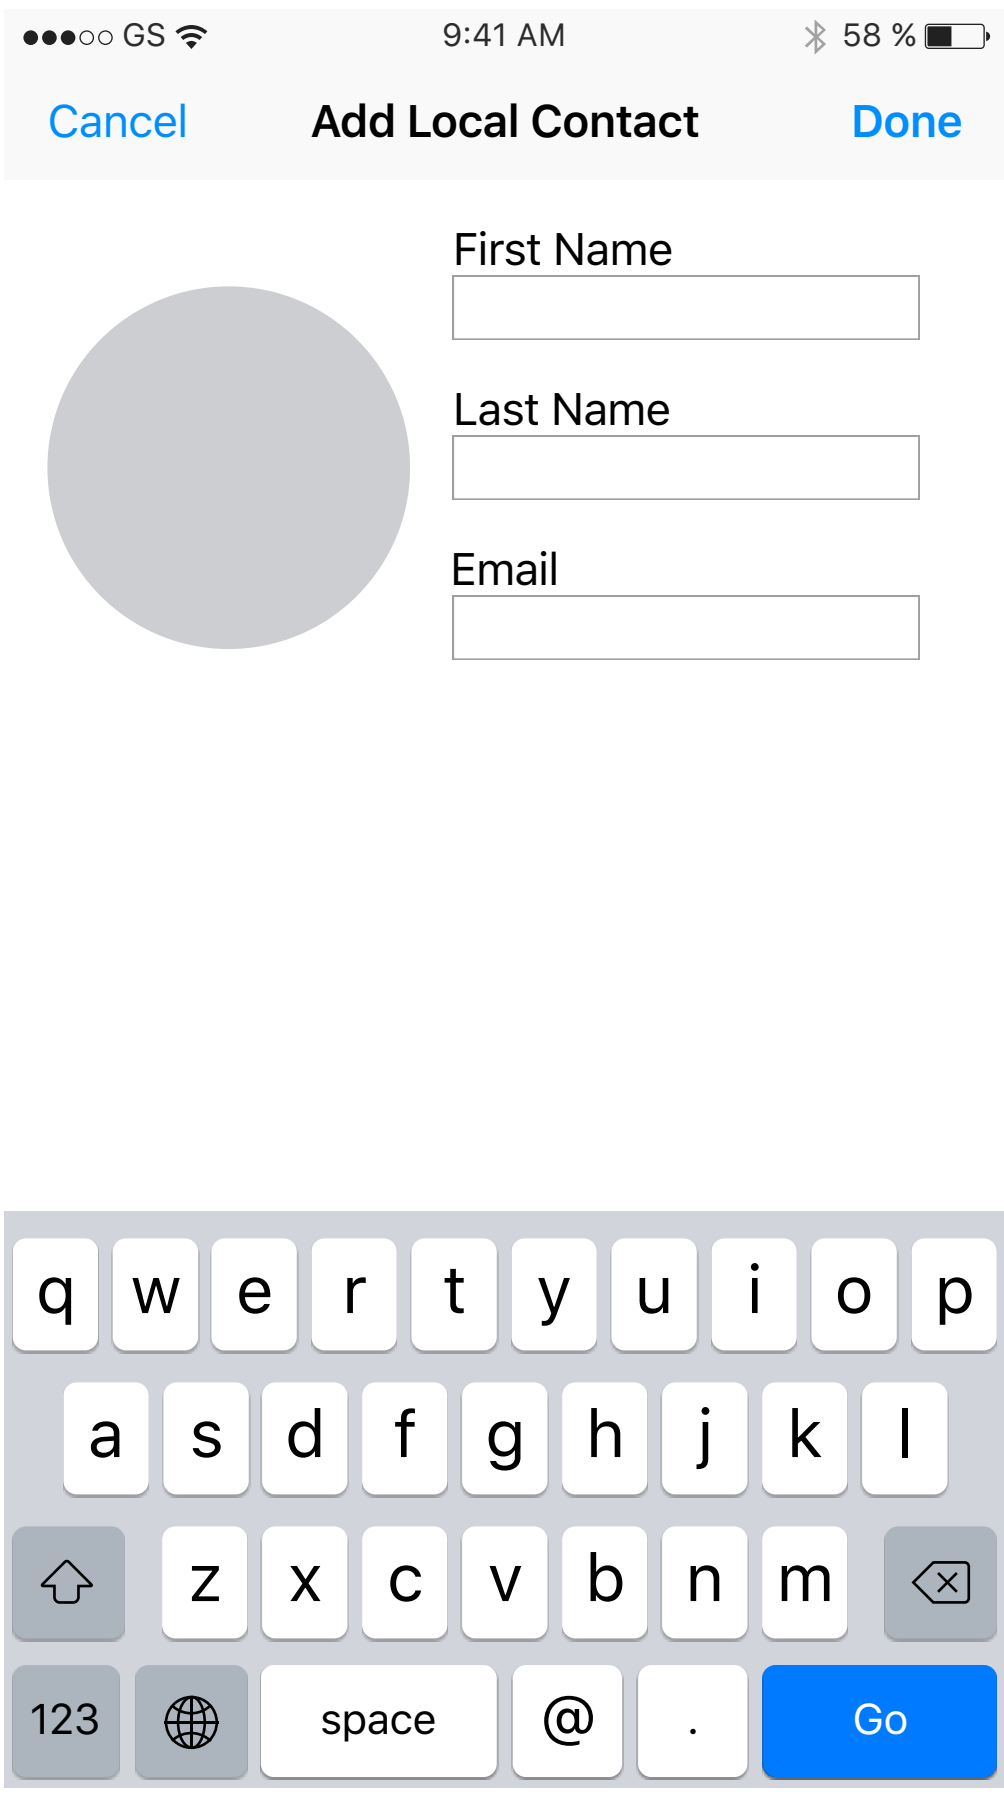 GS 9:41 AM 58 %
Cancel Add Local Contact Done
First Name
Last Name
Email
q w e r t y u i o p
a s d f g h j k l
z x c v b n m
123 space @ . Go